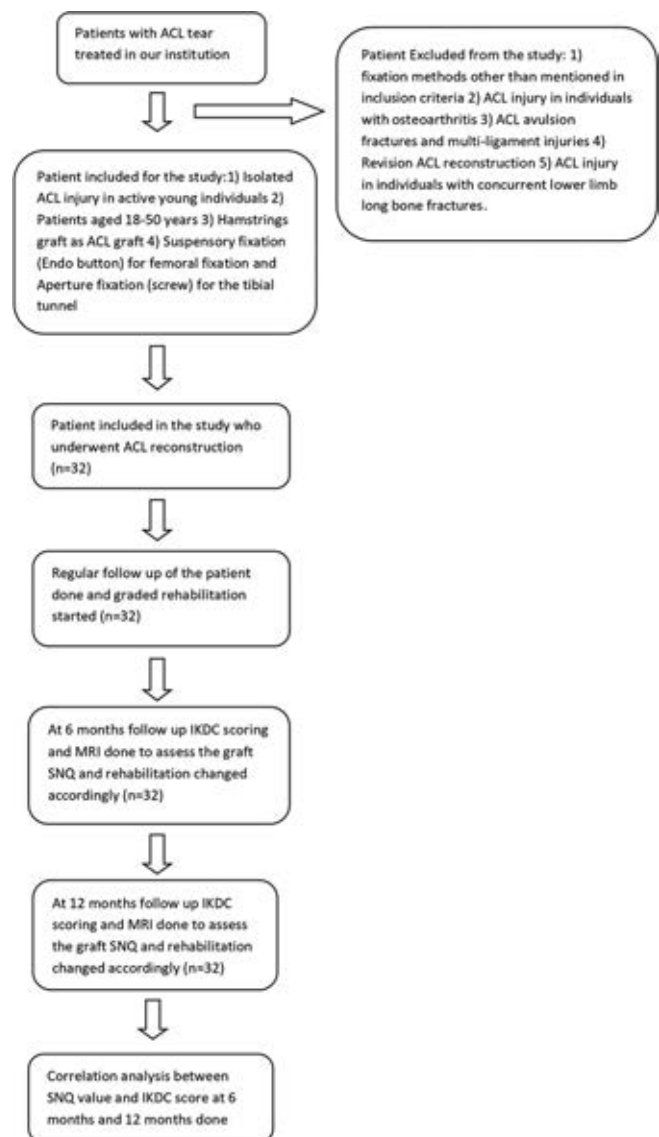 Patients with ACL tear
treated in our institution
Patient Excluded from the study: 1)
fixation methods other than mentioned in
inclusion criteria 2) ACL injury in individuals
with osteoarthritis 3) ACL avulsion
fractures and multi-ligament injuries 4)
Revision ACL reconstruction 5) ACL injury
in individuals with concurrent lower limb
long bone fractures.
Patient included for the study:1) Isolated
ACL injury in active young individuals 2)
Patients aged 18-50 years 3) Hamstrings
graft as ACL graft 4) Suspensory fixation
(Endo button) for femoral fixation and
Aperture fixation (screw) for the tibial
tunnel
Patient included in the study who
underwent ACL reconstruction
(n=32)
Regular follow up of the patient
done and graded rehabilitation
started (n=32)
At 6 months follow up IKDC scoring
and MRI done to assess the graft
SNQ and rehabilitation changed
accordingly (n=32)
At 12 months follow up IKDC
scoring and MRI done to assess
the graft SNQ and rehabilitation
changed accordingly (n=32)
Correlation analysis between
SNQ value and IKDC score at 6
months and 12 months done